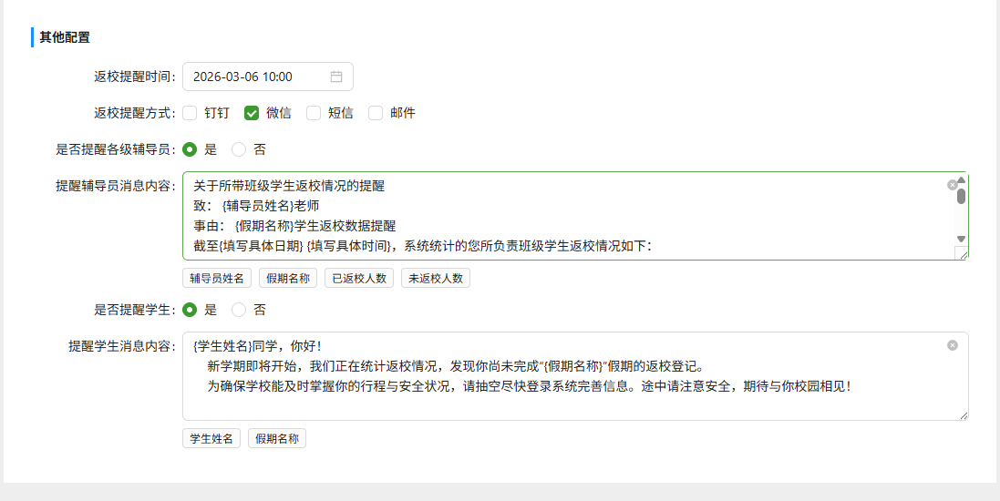 其他配置
返校提醒时间: 2026-03-06 10:00
返校提醒方式: 钉钉 微信 短信 邮件
是否提醒各级辅导员: 是 否
提醒辅导员消息内容: 关于所带班级学生返校情况的提醒
致： {辅导员姓名}老师
事由： {假期名称}学生返校数据提醒
截至{填写具体日期} {填写具体时间}，系统统计的您所负责班级学生返校情况如下：
辅导员姓名 假期名称 已返校人数 未返校人数
是否提醒学生: 是 否
提醒学生消息内容: {学生姓名}同学，你好！
新学期即将开始，我们正在统计返校情况，发现你尚未完成“{假期名称}”假期的返校登记。
为确保学校能及时掌握你的行程与安全状况，请抽空尽快登录系统完善信息。途中请注意安全，期待与你校园相见！
学生姓名 假期名称